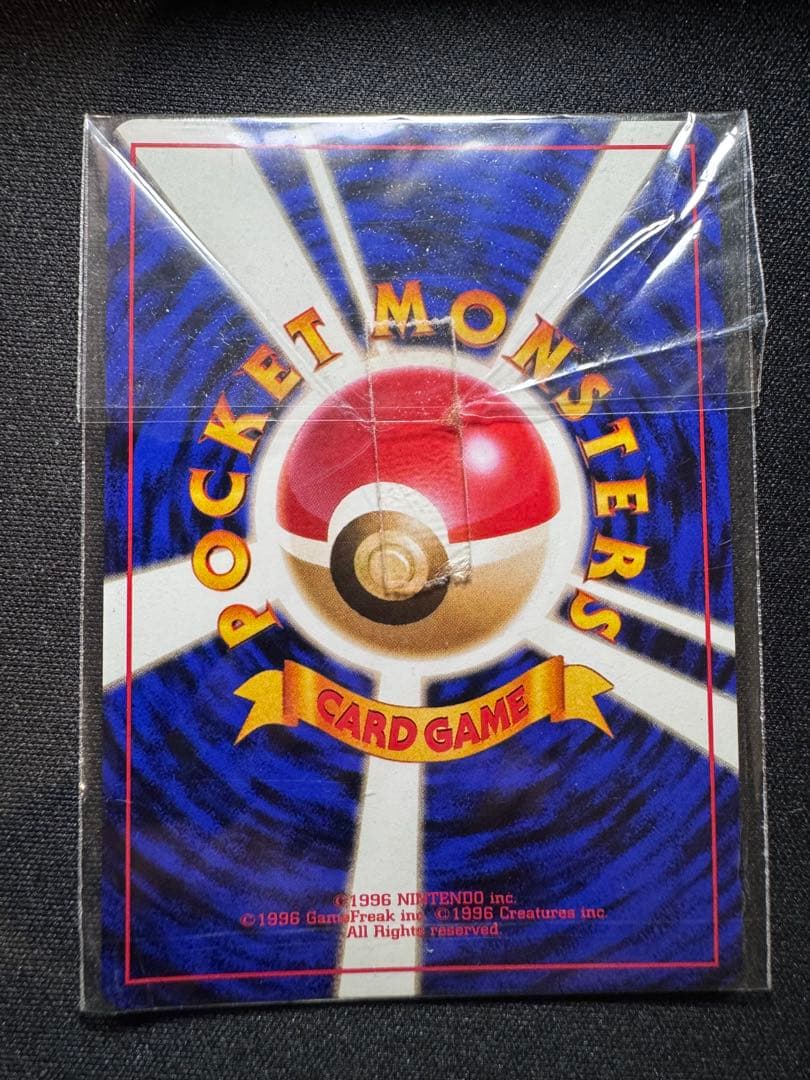 POCKET MONSTERS
CARD GAME
©1996 NINTENDO inc.
©1996 GameFreak inc. ©1996 Creatures inc.
All Rights reserved.